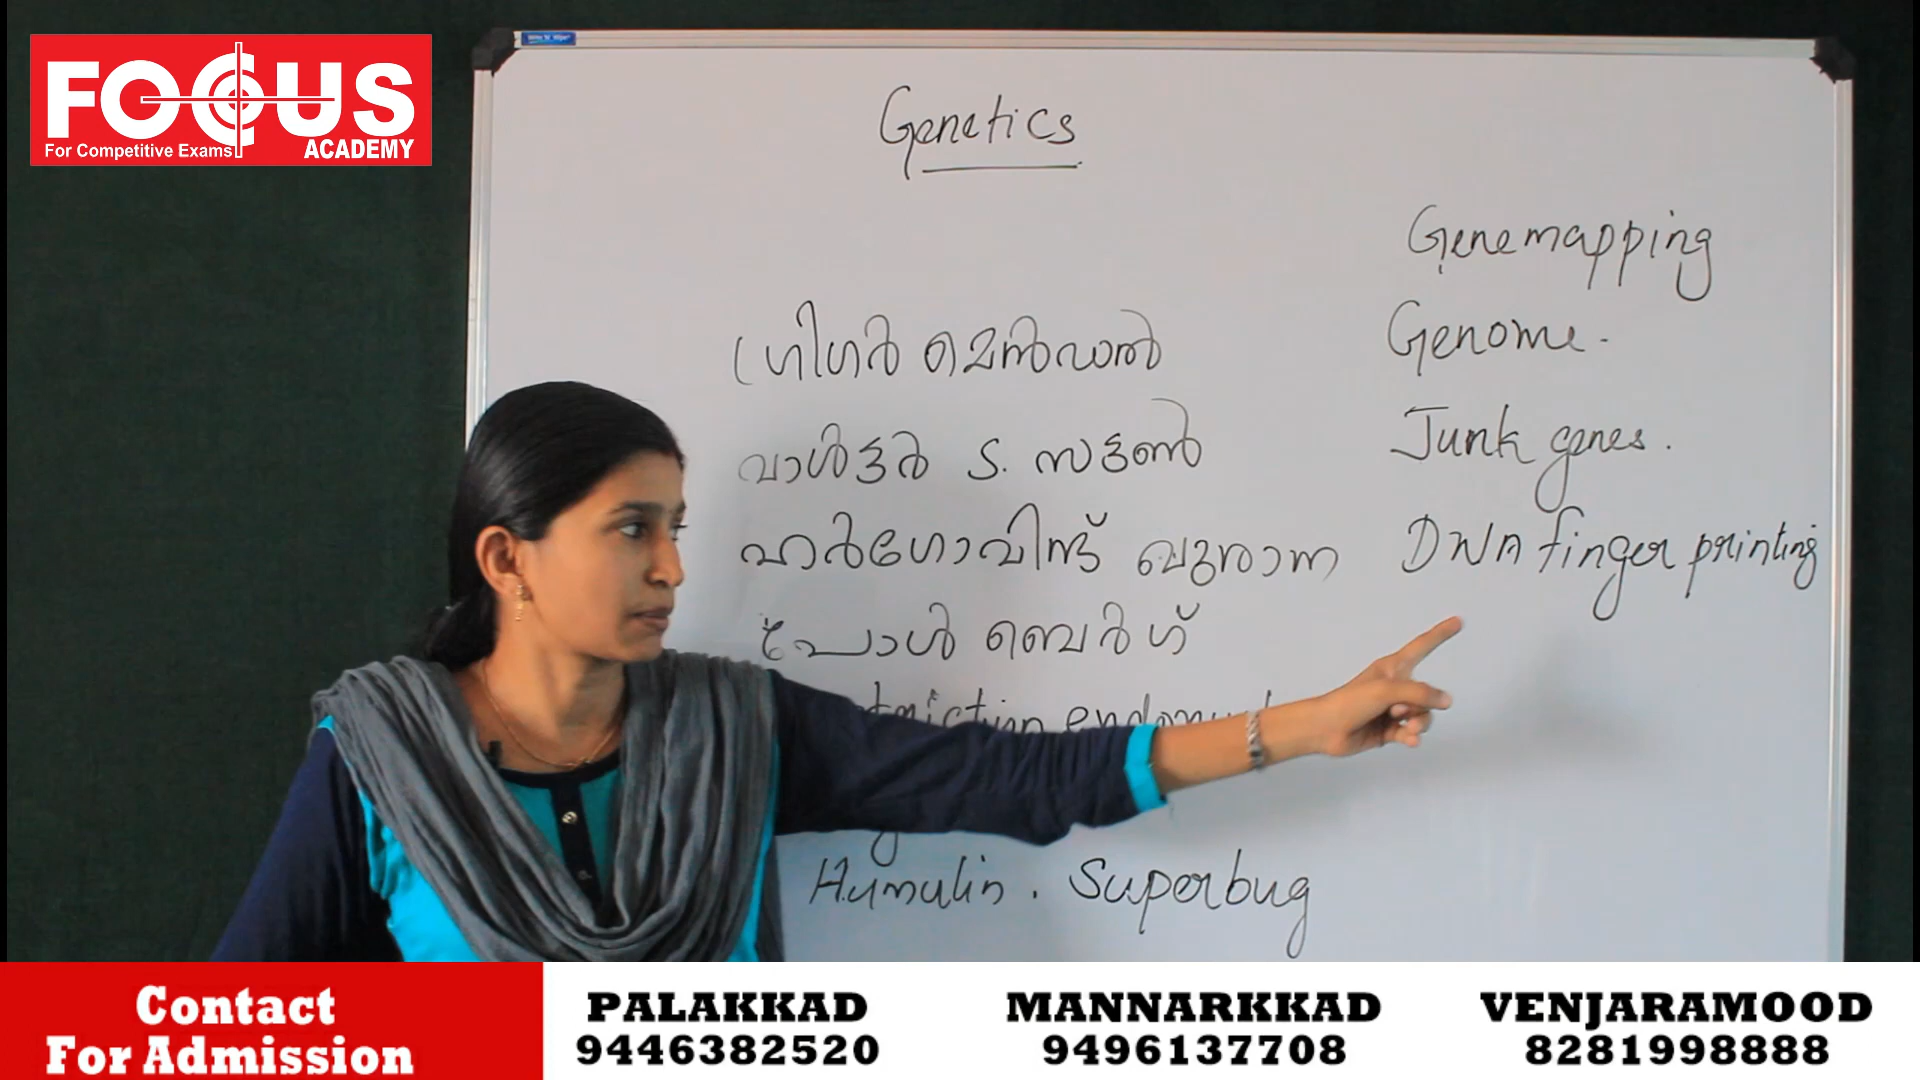 FOCUS
ACADEMY
For Competitive Exams
Genetics
ഗ്രിഗർ മെൻഡൽ
വാൾട്ടർ S. സട്ടൺ
ഹർഗോവിന്ദ് ഖുരാന
പോൾ ബെർഗ്
Humulin . Superbug
Genemapping
Genome.
Junk genes.
DNA finger printing
Contact
For Admission
PALAKKAD
9446382520
MANNARKKAD
9496137708
VENJARAMOOD
8281998888